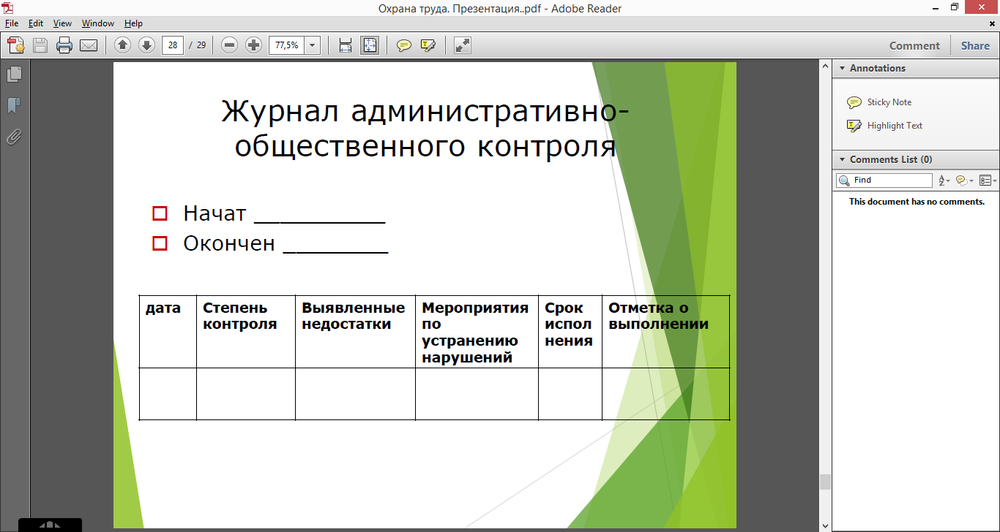 Охрана труда. Презентация..pdf - Adobe Reader
File Edit View Window Help
28 / 29 77,5% Comment Share
Annotations
Sticky Note
Highlight Text
Comments List (0)
Find
This document has no comments.
Журнал административно-
общественного контроля
Начат __________
Окончен ________
дата Степень Выявленные Мероприятия Срок Отметка о
контроля недостатки по испол выполнении
устранению нения
нарушений